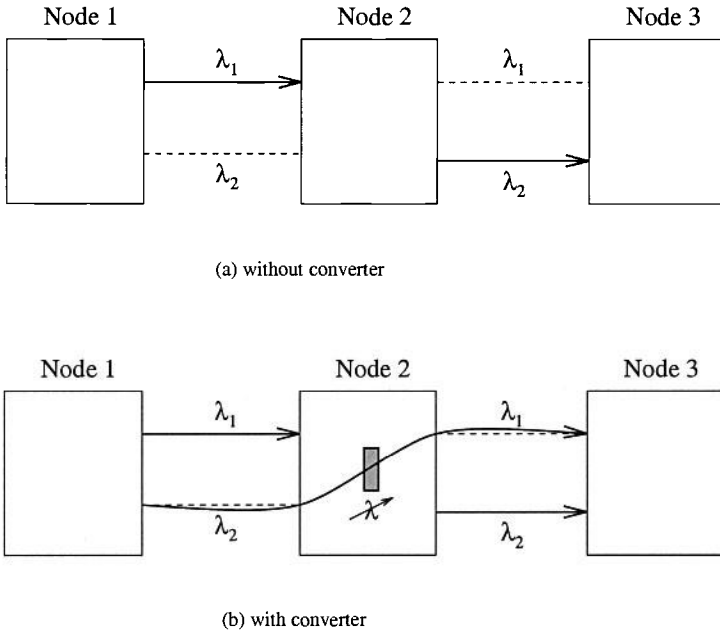 Node 1 Node 2 Node 3
λ1 λ1
λ2 λ2
(a) without converter
Node 1 Node 2 Node 3
λ1 λ1
λ
λ2 λ2
(b) with converter